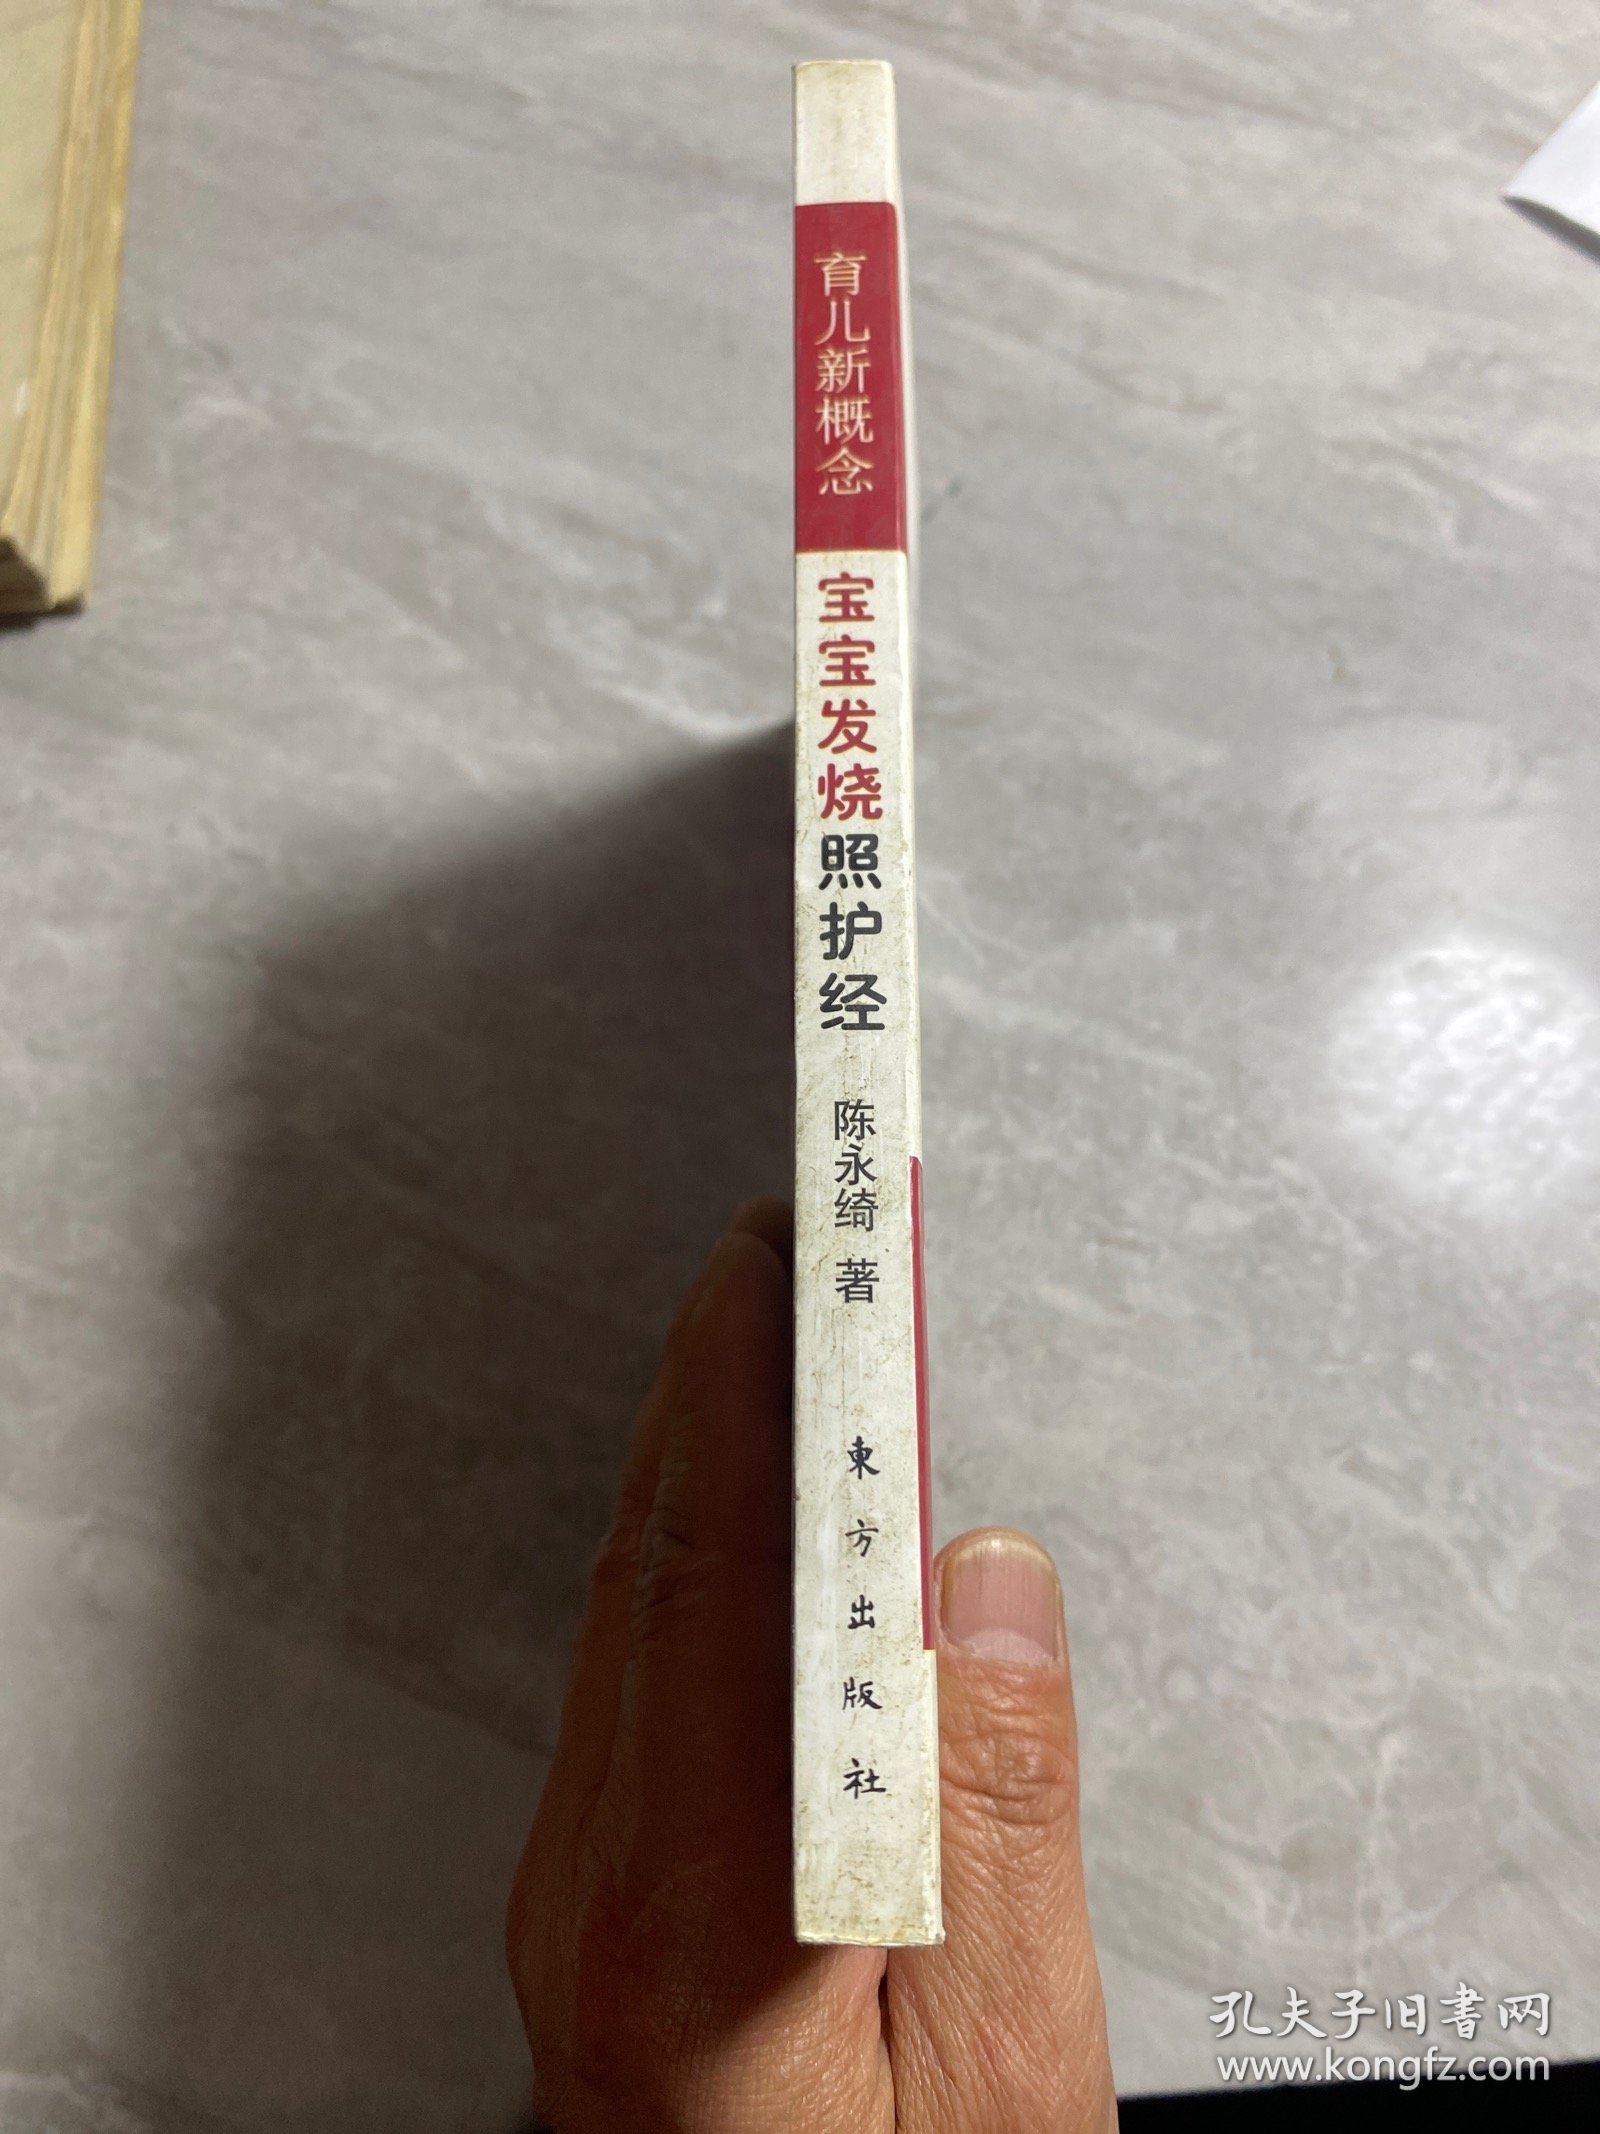 育儿新概念
宝宝发烧照护经
陈永绮 著
東方出版社
孔夫子旧書网
www.kongfz.com